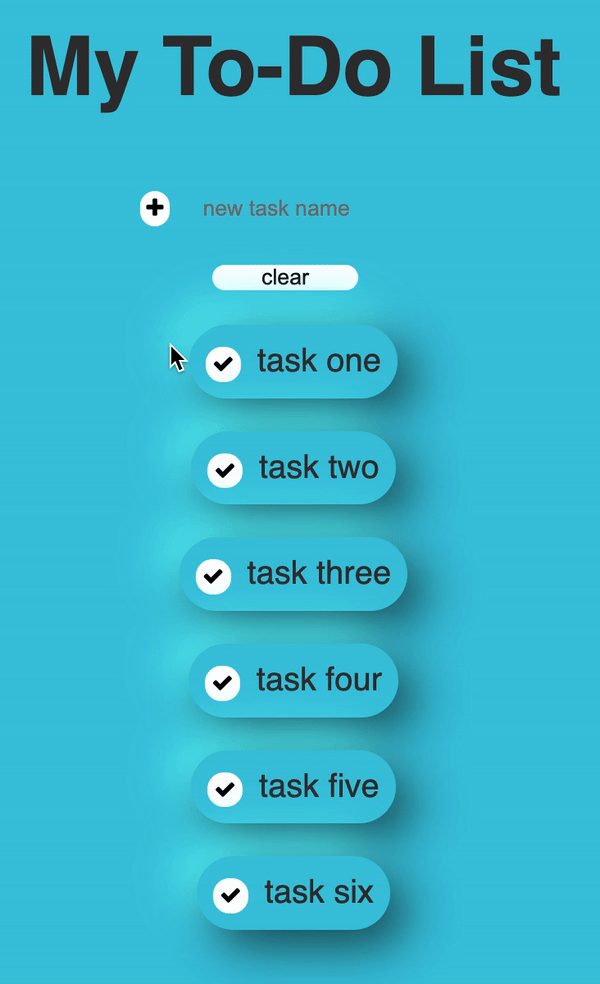 My To-Do List
new task name
clear
task one
task two
task three
task four
task five
task six